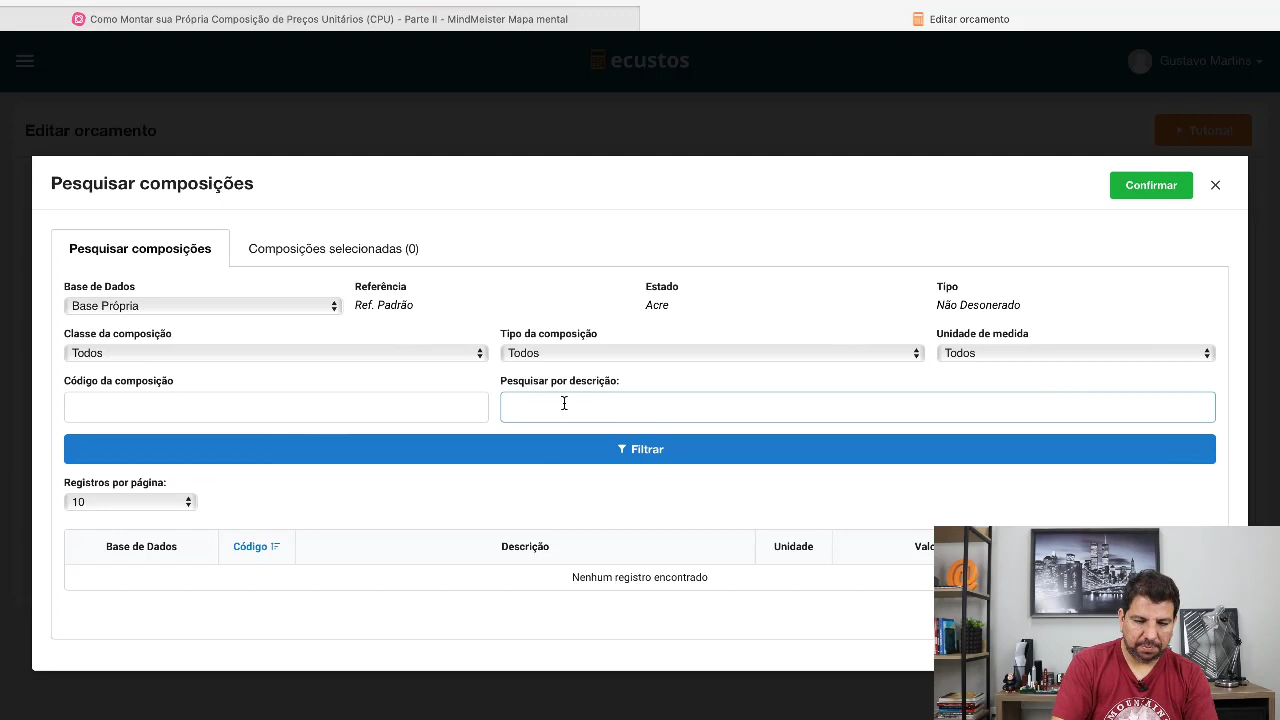 Como Montar sua Própria Composição de Preços Unitários (CPU) - Parte II - MindMeister Mapa mental
Editar orcamento
ecustos
Gustavo Martins
Editar orcamento
Tutorial
Pesquisar composições
Confirmar
Pesquisar composições
Composições selecionadas (0)
Base de Dados
Referência
Estado
Tipo
Base Própria
Ref. Padrão
Acre
Não Desonerado
Classe da composição
Tipo da composição
Unidade de medida
Todos
Todos
Todos
Código da composição
Pesquisar por descrição:
Filtrar
Registros por página:
10
Base de Dados
Código
Descrição
Unidade
Nenhum registro encontrado